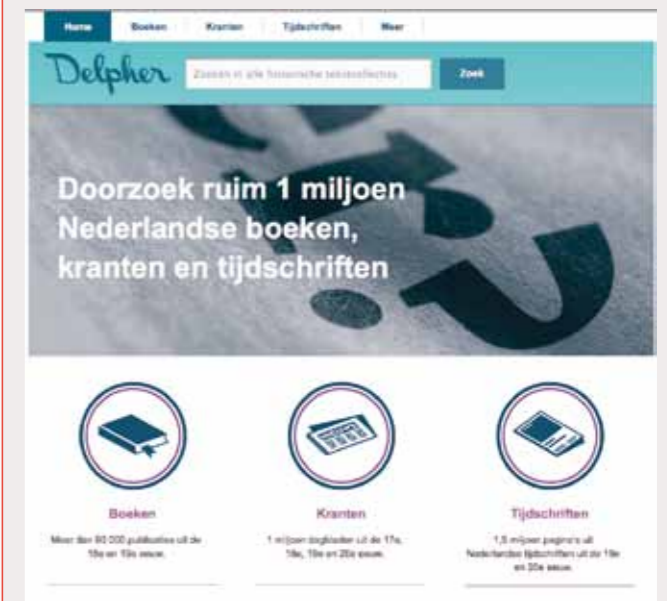 Home Boeken Kranten Tijdschriften Meer
Delpher Zoeken in alle historische Zoek
Doorzoek ruim 1 miljoen
Nederlandse boeken,
kranten en tijdschriften
Boeken
Meer dan 90 000 publicaties uit de
18e en 19e eeuw.
Kranten
1 miljoen dagbladen uit de 17e,
18e, 19e en 20e eeuw.
Tijdschriften
1,5 miljoen pagina's uit
Nederlandse tijdschriften uit de 19e
en 20e eeuw.